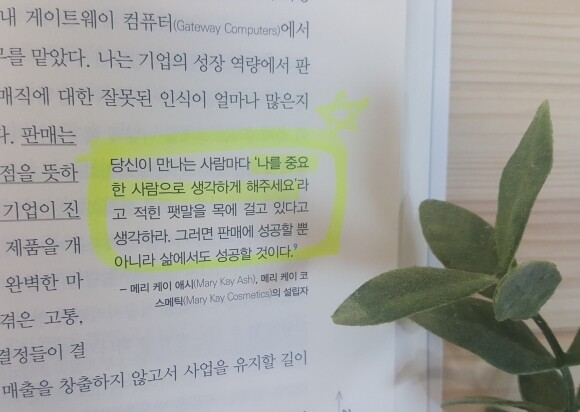 내 게이트웨이 컴퓨터(Gateway Computers)에서
를 맡았다. 나는 기업의 성장 역량에서 판
매직에 대한 잘못된 인식이 얼마나 많은지
다. 판매는
점을 뜻하
기업이 진
제품을 개
완벽한 마
겪은 고통,
결정들이 결
매출을 창출하지 않고서 사업을 유지할 길이
당신이 만나는 사람마다 ‘나를 중요
한 사람으로 생각하게 해주세요’라
고 적힌 팻말을 목에 걸고 있다고
생각하라. 그러면 판매에 성공할 뿐
아니라 삶에서도 성공할 것이다.⁹
– 메리 케이 애시(Mary Kay Ash), 메리 케이 코
스메틱(Mary Kay Cosmetics)의 설립자